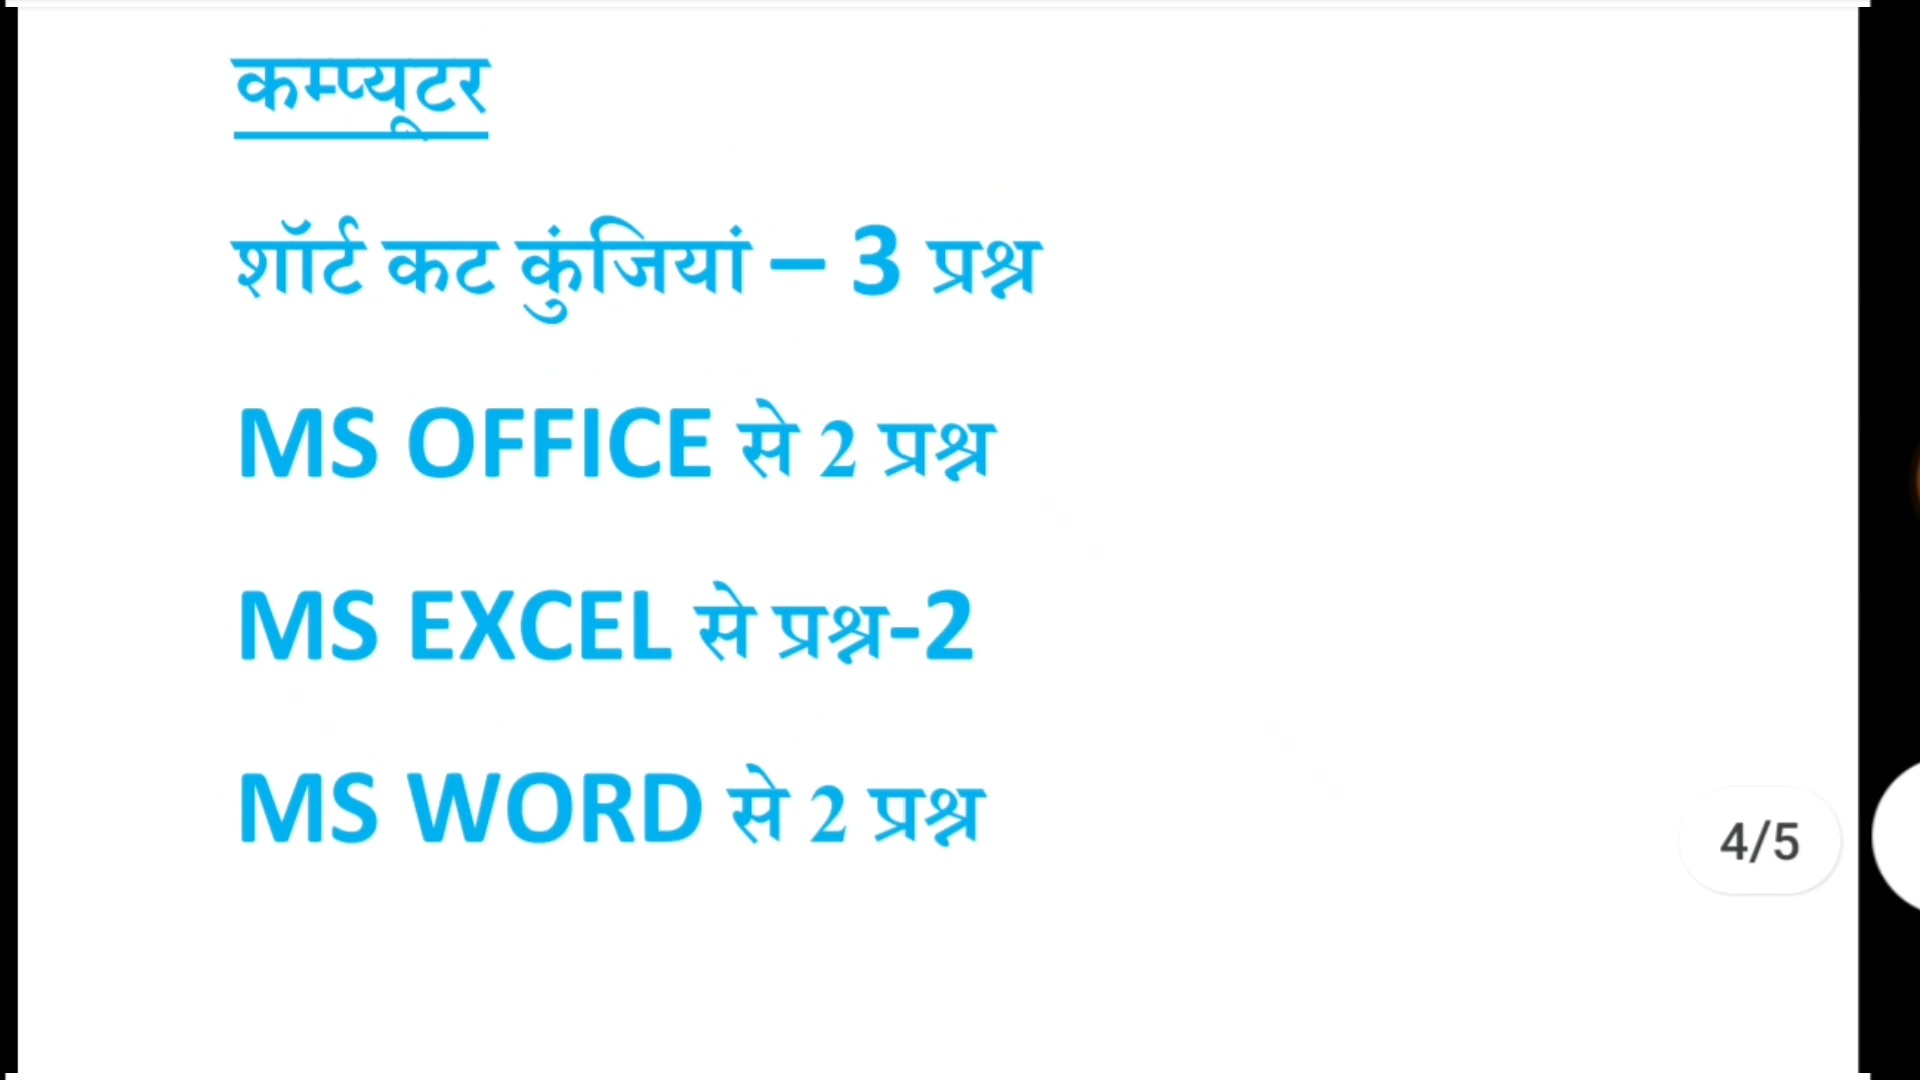 कम्प्यूटर
शॉर्ट कट कुंजियां – 3 प्रश्न
MS OFFICE से 2 प्रश्न
MS EXCEL से प्रश्न-2
MS WORD से 2 प्रश्न
4/5